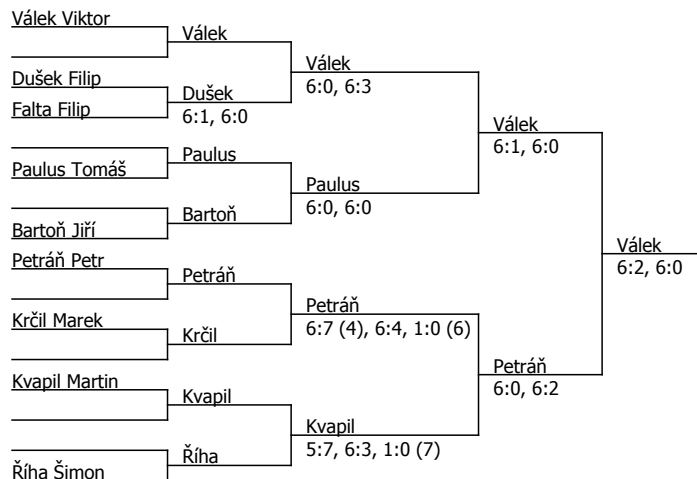 Válek Viktor
Válek
Válek
6:0, 6:3
Dušek Filip
Dušek
6:1, 6:0
Falta Filip
Válek
6:1, 6:0
Paulus
Paulus Tomáš
Paulus
6:0, 6:0
Bartoň
Bartoň Jiří
Válek
6:2, 6:0
Petráň Petr
Petráň
Petráň
6:7 (4), 6:4, 1:0 (6)
Krčil Marek
Krčil
Petráň
6:0, 6:2
Kvapil Martin
Kvapil
Kvapil
5:7, 6:3, 1:0 (7)
Říha
Říha Šimon